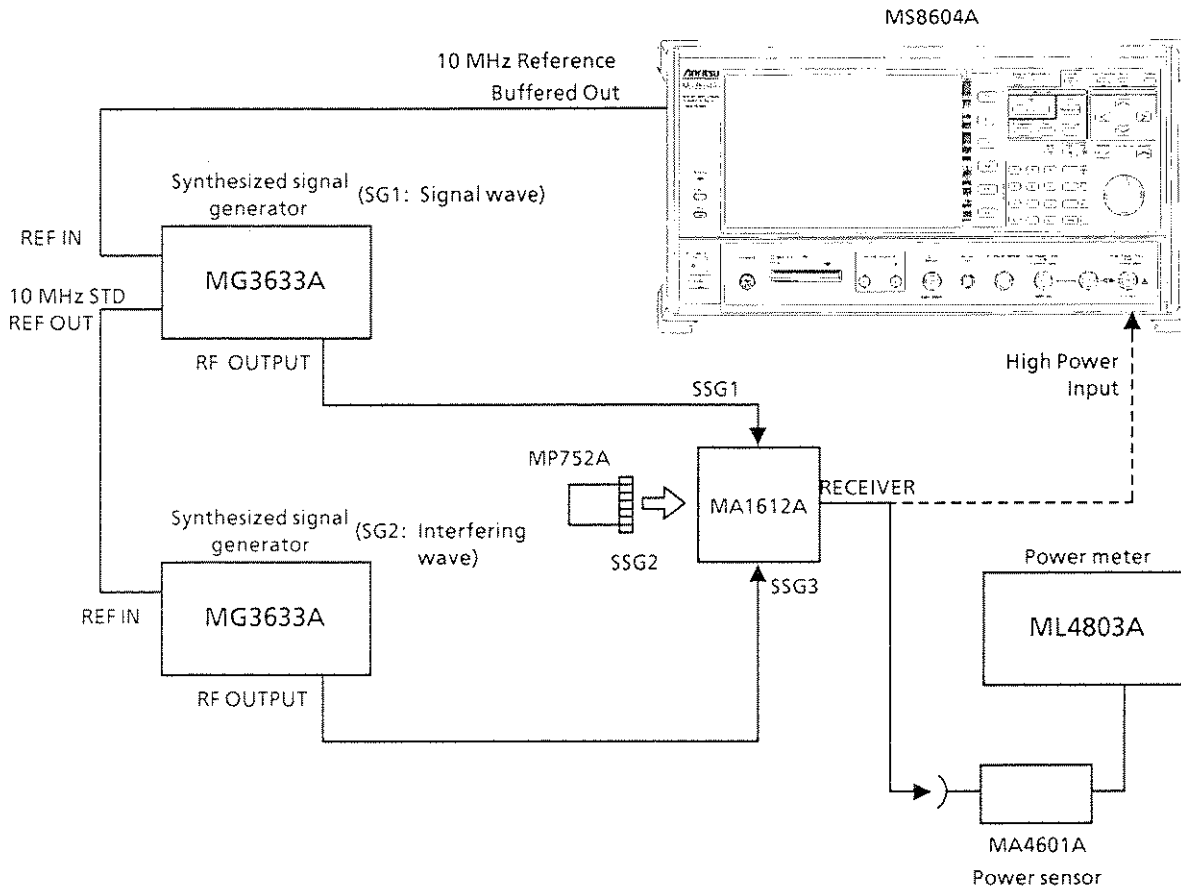 MS8604A
10 MHz Reference
Buffered Out
Anritsu
Synthesized signal
generator
(SG1: Signal wave)
REF IN
MG3633A
10 MHz STD
REF OUT
RF OUTPUT
SSG1
High Power
Input
MP752A
SSG2
MA1612A
RECEIVER
Synthesized signal
generator
(SG2: Interfering
wave)
SSG3
REF IN
MG3633A
RF OUTPUT
Power meter
ML4803A
MA4601A
Power sensor